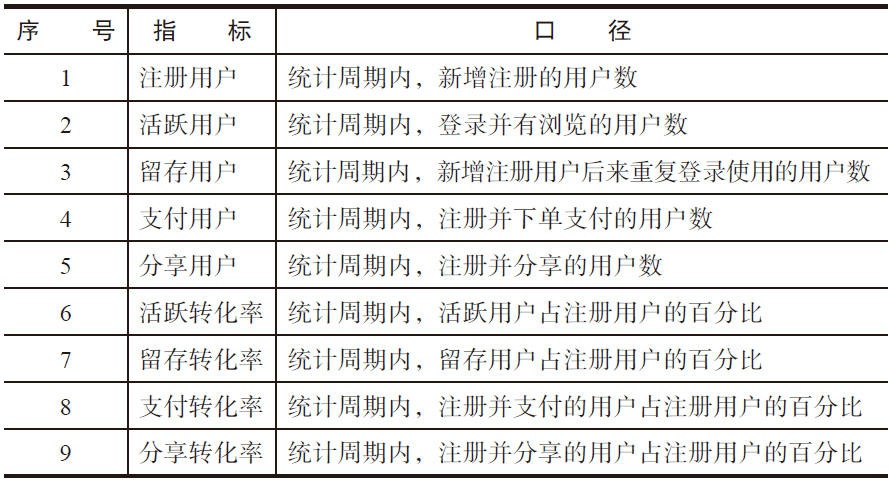 序号 指标 口径
1 注册用户 统计周期内，新增注册的用户数
2 活跃用户 统计周期内，登录并有浏览的用户数
3 留存用户 统计周期内，新增注册用户后来重复登录使用的用户数
4 支付用户 统计周期内，注册并下单支付的用户数
5 分享用户 统计周期内，注册并分享的用户数
6 活跃转化率 统计周期内，活跃用户占注册用户的百分比
7 留存转化率 统计周期内，留存用户占注册用户的百分比
8 支付转化率 统计周期内，注册并支付的用户占注册用户的百分比
9 分享转化率 统计周期内，注册并分享的用户占注册用户的百分比